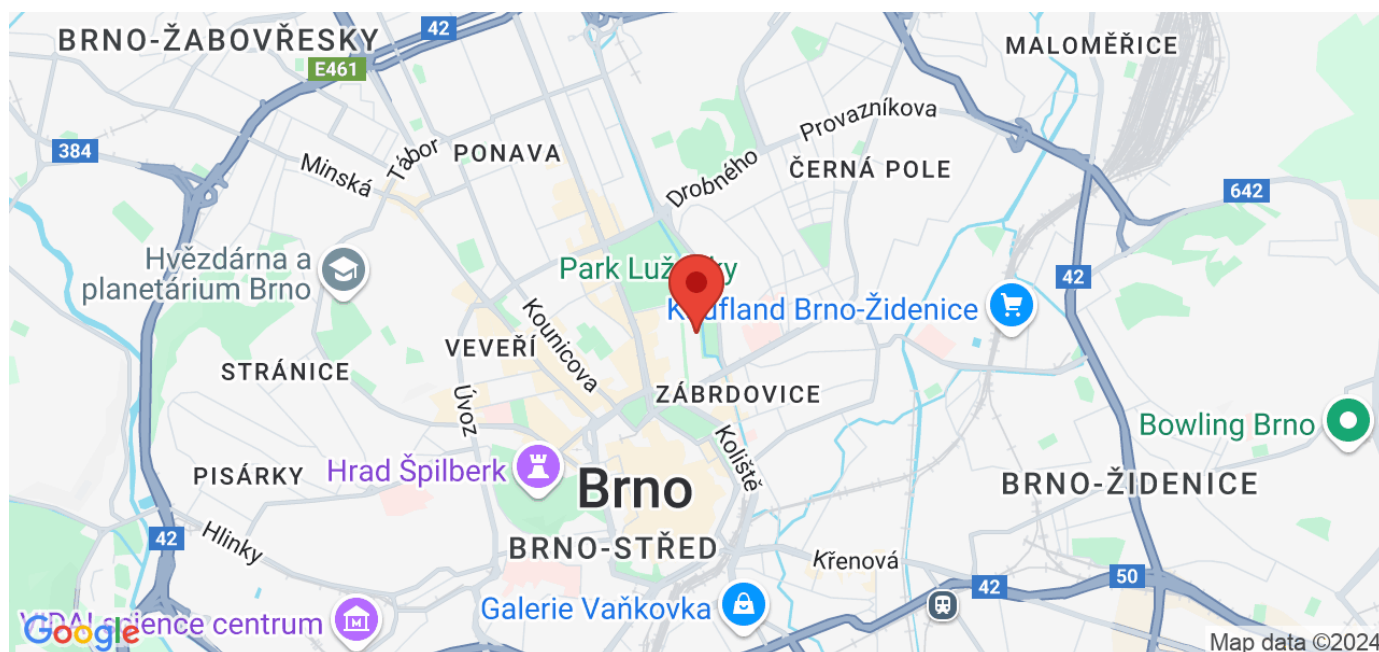 BRNO-ŽABOVŘESKY
42
E461
MALOMĚŘICE
384
Minská
Tábor
PONAVA
Provazníkova
Drobného
ČERNÁ POLE
642
Hvězdárna a
planetárium Brno
Park
42
Brno-Židenice
Kounicova
VEVEŘÍ
STRÁNICE
Úvoz
ZÁBRDOVICE
Koliště
Bowling Brno
PISÁRKY
Hrad Špilberk
Brno
BRNO-ŽIDENICE
42
Hlinky
BRNO-STŘED
Křenová
42
50
Galerie Vaňkovka
science centrum
Google
Map data ©2024